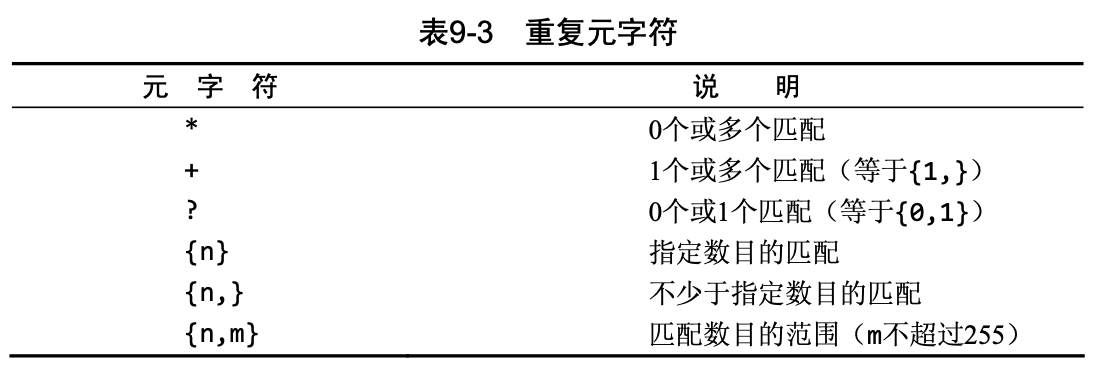 表9-3 重复元字符
元 字 符 说 明
* 0个或多个匹配
+ 1个或多个匹配（等于{1,}）
? 0个或1个匹配（等于{0,1}）
{n} 指定数目的匹配
{n,} 不少于指定数目的匹配
{n,m} 匹配数目的范围（m不超过255）